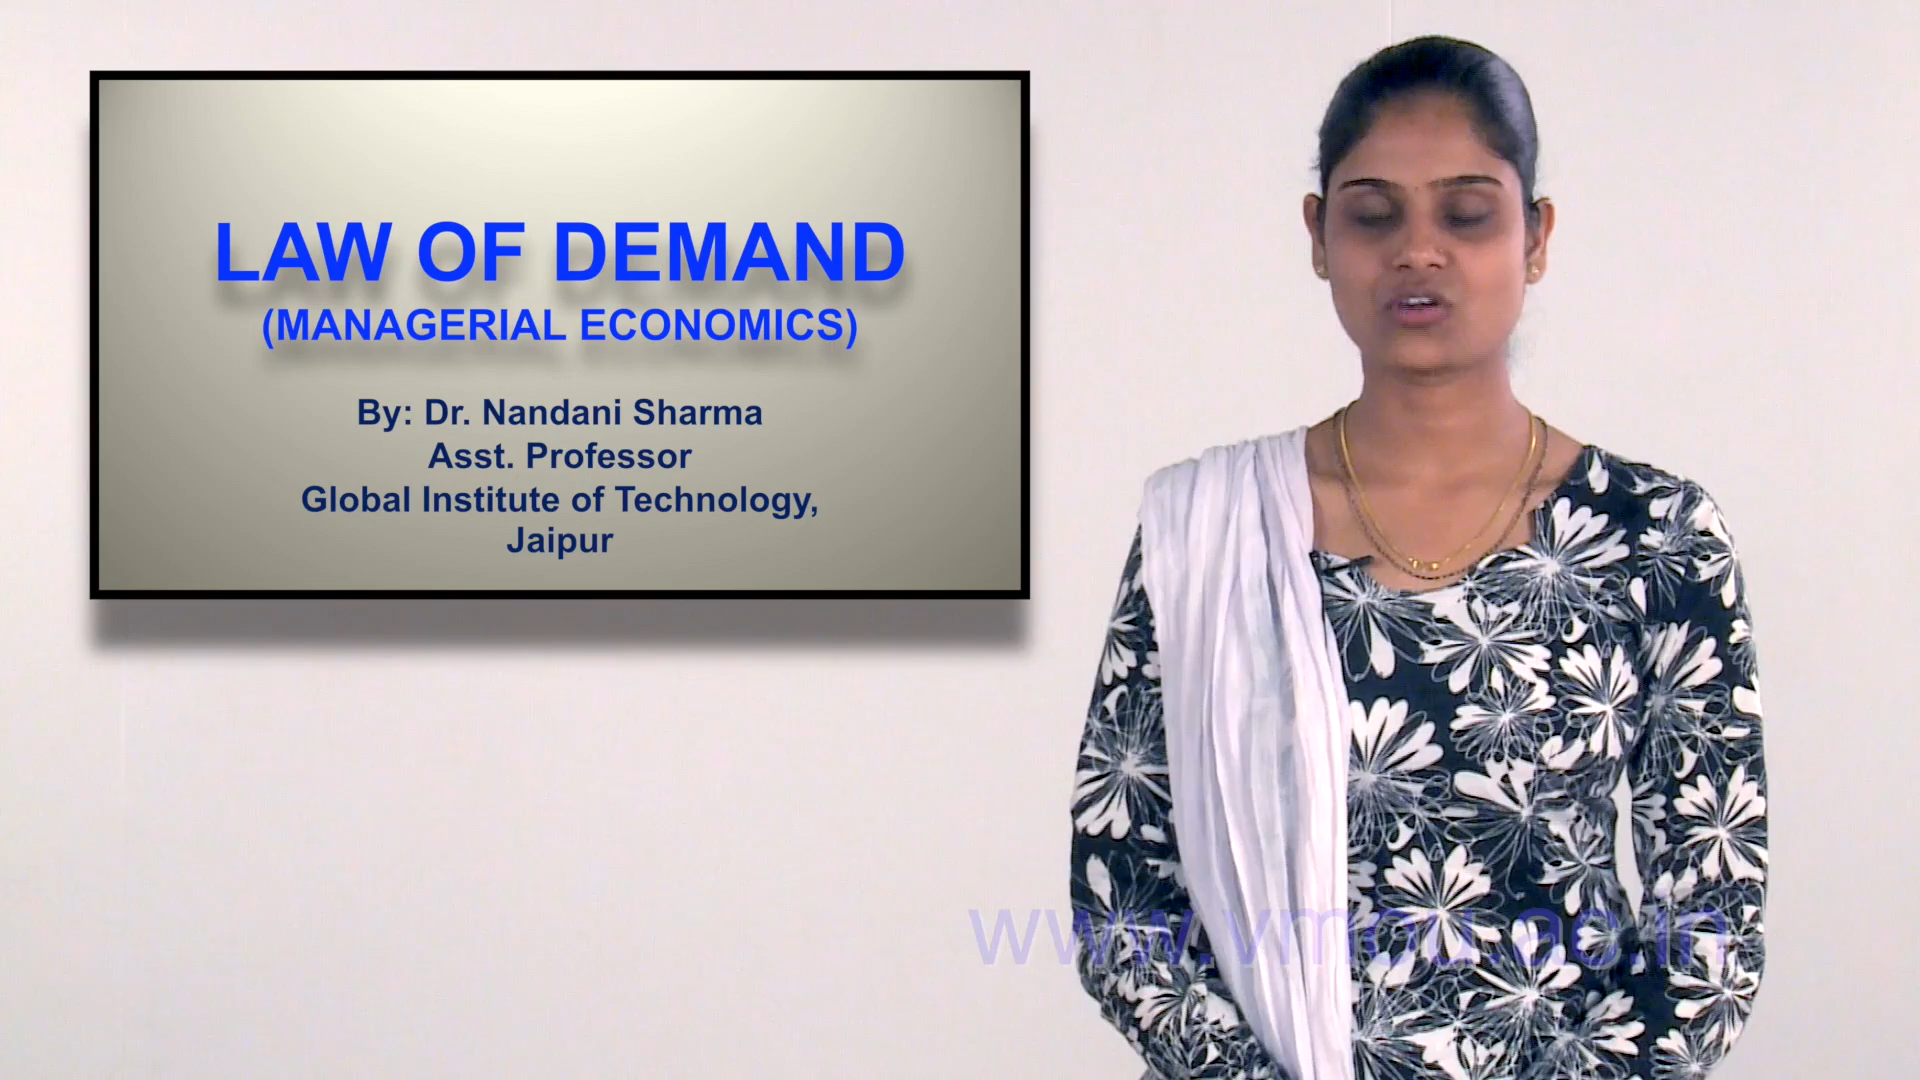 LAW OF DEMAND
(MANAGERIAL ECONOMICS)
By: Dr. Nandani Sharma
Asst. Professor
Global Institute of Technology,
Jaipur
www.vmou.ac.in